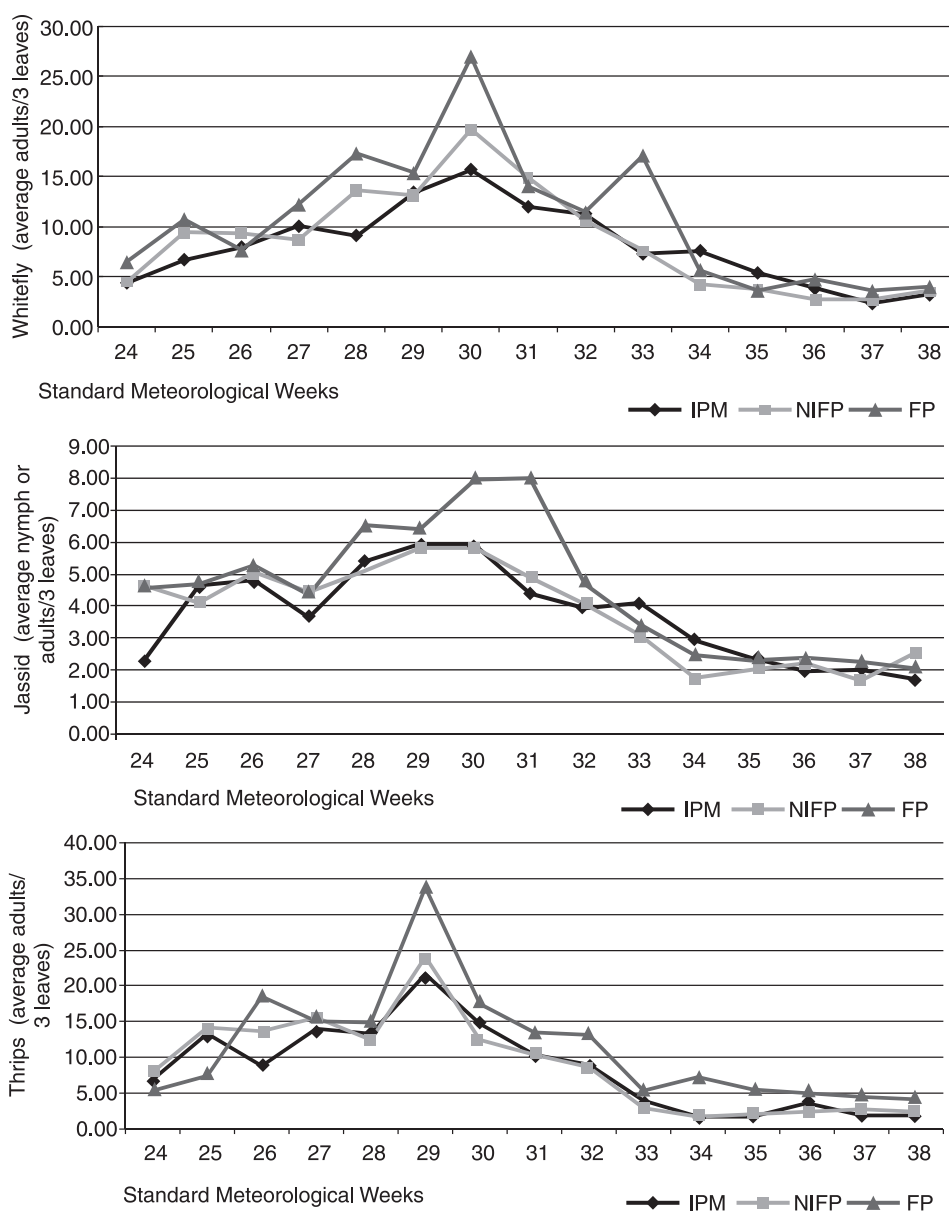 Whitefly (average adults/3 leaves)
30.00
25.00
20.00
15.00
10.00
5.00
0.00
24 25 26 27 28 29 30 31 32 33 34 35 36 37 38
Standard Meteorological Weeks
IPM NIFP FP
Jassid (average nymph or
adults/3 leaves)
9.00
8.00
7.00
6.00
5.00
4.00
3.00
2.00
1.00
0.00
24 25 26 27 28 29 30 31 32 33 34 35 36 37 38
Standard Meteorological Weeks
IPM NIFP FP
Thrips (average adults/
3 leaves)
40.00
35.00
30.00
25.00
20.00
15.00
10.00
5.00
0.00
24 25 26 27 28 29 30 31 32 33 34 35 36 37 38
Standard Meteorological Weeks
IPM NIFP FP